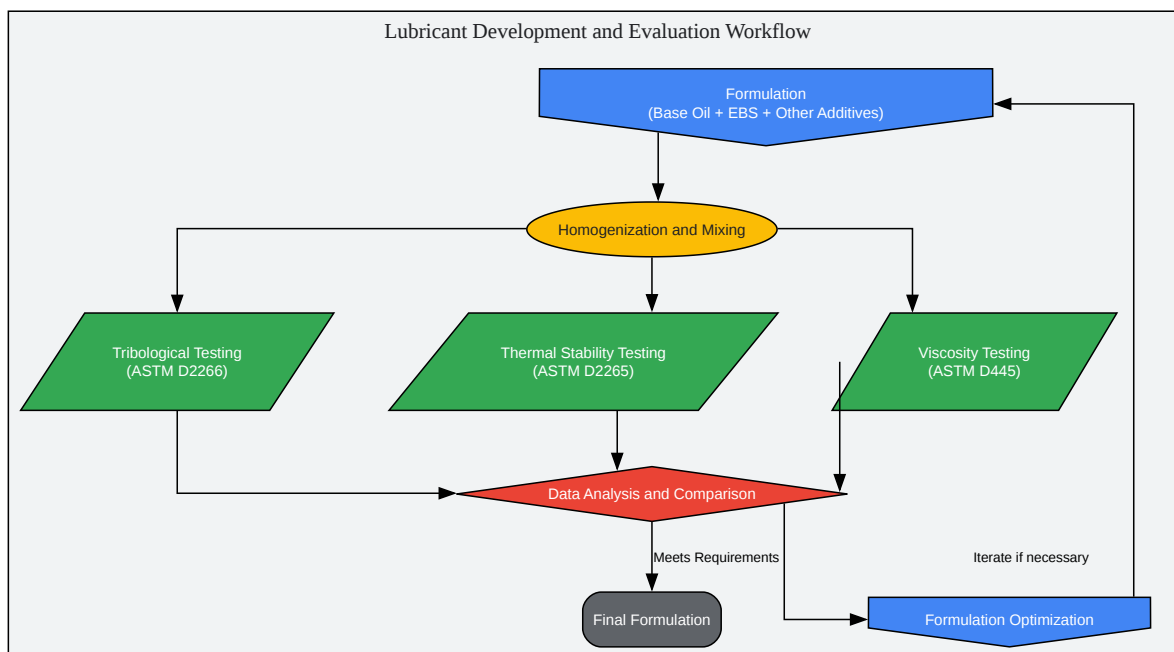 Lubricant Development and Evaluation Workflow
Formulation
(Base Oil + EBS + Other Additives)
Homogenization and Mixing
Tribological Testing
(ASTM D2266)
Thermal Stability Testing
(ASTM D2265)
Viscosity Testing
(ASTM D445)
Data Analysis and Comparison
Meets Requirements
Iterate if necessary
Final Formulation
Formulation Optimization